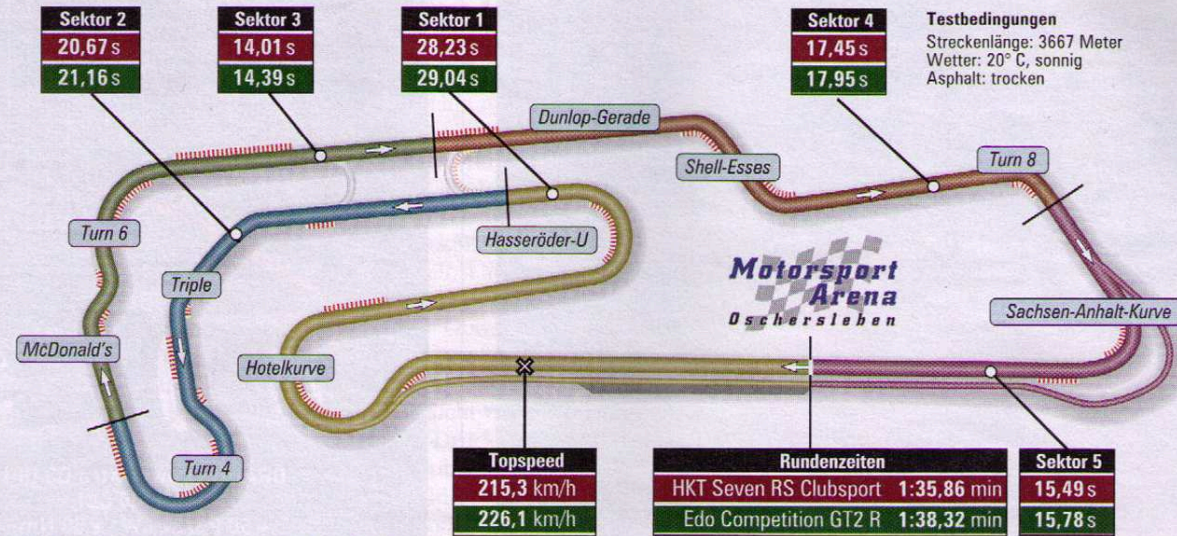 Sektor 2
20,67 s
21,16 s
Sektor 3
14,01 s
14,39 s
Sektor 1
28,23 s
29,04 s
Sektor 4
17,45 s
17,95 s
Testbedingungen
Streckenlänge: 3667 Meter
Wetter: 20° C, sonnig
Asphalt: trocken
Dunlop-Gerade
Shell-Esses
Turn 8
Turn 6
Hasseröder-U
Triple
Motorsport
Arena
Oschersleben
Sachsen-Anhalt-Kurve
McDonald's
Hotelkurve
Turn 4
Topspeed
215,3 km/h
226,1 km/h
Rundenzeiten
HKT Seven RS Clubsport 1:35,86 min
Edo Competition GT2 R 1:38,32 min
Sektor 5
15,49 s
15,78 s